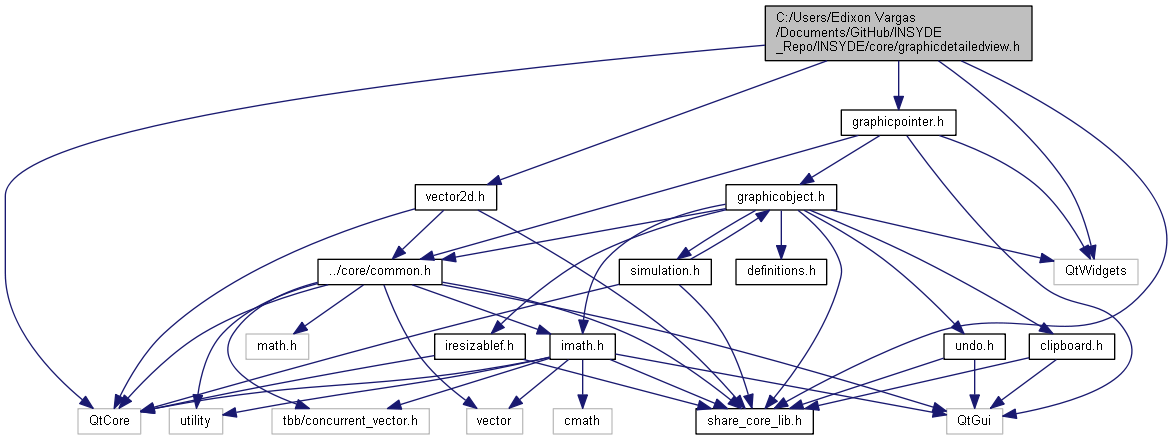 C:/Users/Edixon Vargas
/Documents/GitHub/INSYDE
_Repo/INSYDE/core/graphicdetailedview.h
graphicpointer.h
vector2d.h
graphicobject.h
../core/common.h
simulation.h
definitions.h
QtWidgets
math.h
iresizablef.h
imath.h
undo.h
clipboard.h
QtCore
utility
tbb/concurrent_vector.h
vector
cmath
share_core_lib.h
QtGui